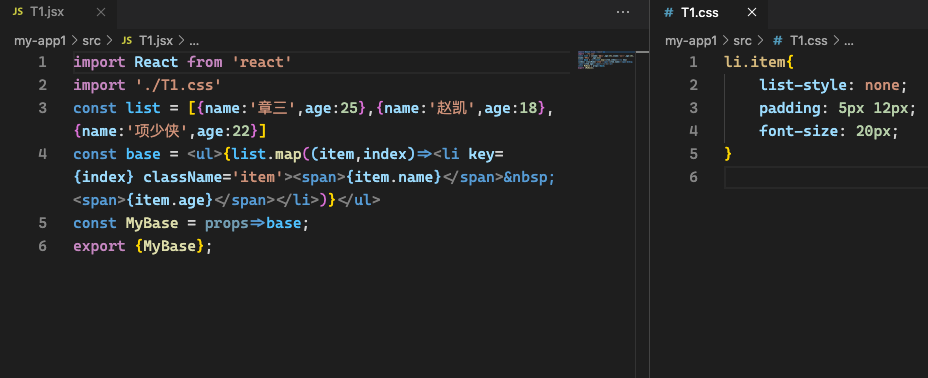 JS T1.jsx × ···
my-app1 > src > JS T1.jsx > ...
1 import React from 'react'
2 import './T1.css'
3 const list = [{name:'章三',age:25},{name:'赵凯',age:18},
{name:'项少侠',age:22}]
4 const base = <ul>{list.map((item,index)=><li key=
{index} className='item'><span>{item.name}</span>&nbsp;
<span>{item.age}</span></li>)}</ul>
5 const MyBase = props=>base;
6 export {MyBase};
# T1.css ×
my-app1 > src > # T1.css > ...
1 li.item{
2 list-style: none;
3 padding: 5px 12px;
4 font-size: 20px;
5 }
6